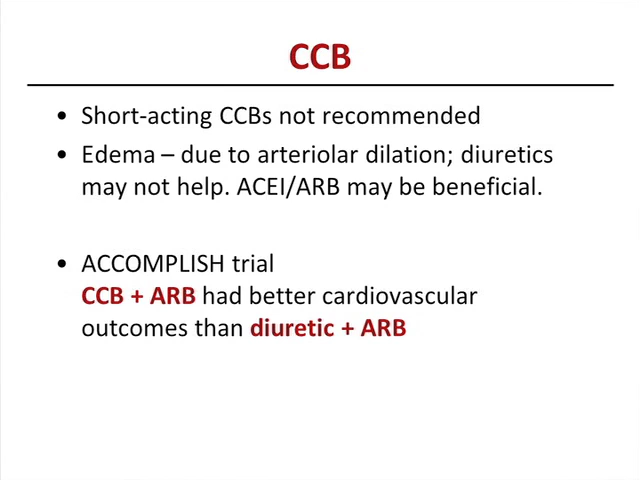 CCB
• Short-acting CCBs not recommended
• Edema – due to arteriolar dilation; diuretics
may not help. ACEI/ARB may be beneficial.
• ACCOMPLISH trial
CCB + ARB had better cardiovascular
outcomes than diuretic + ARB